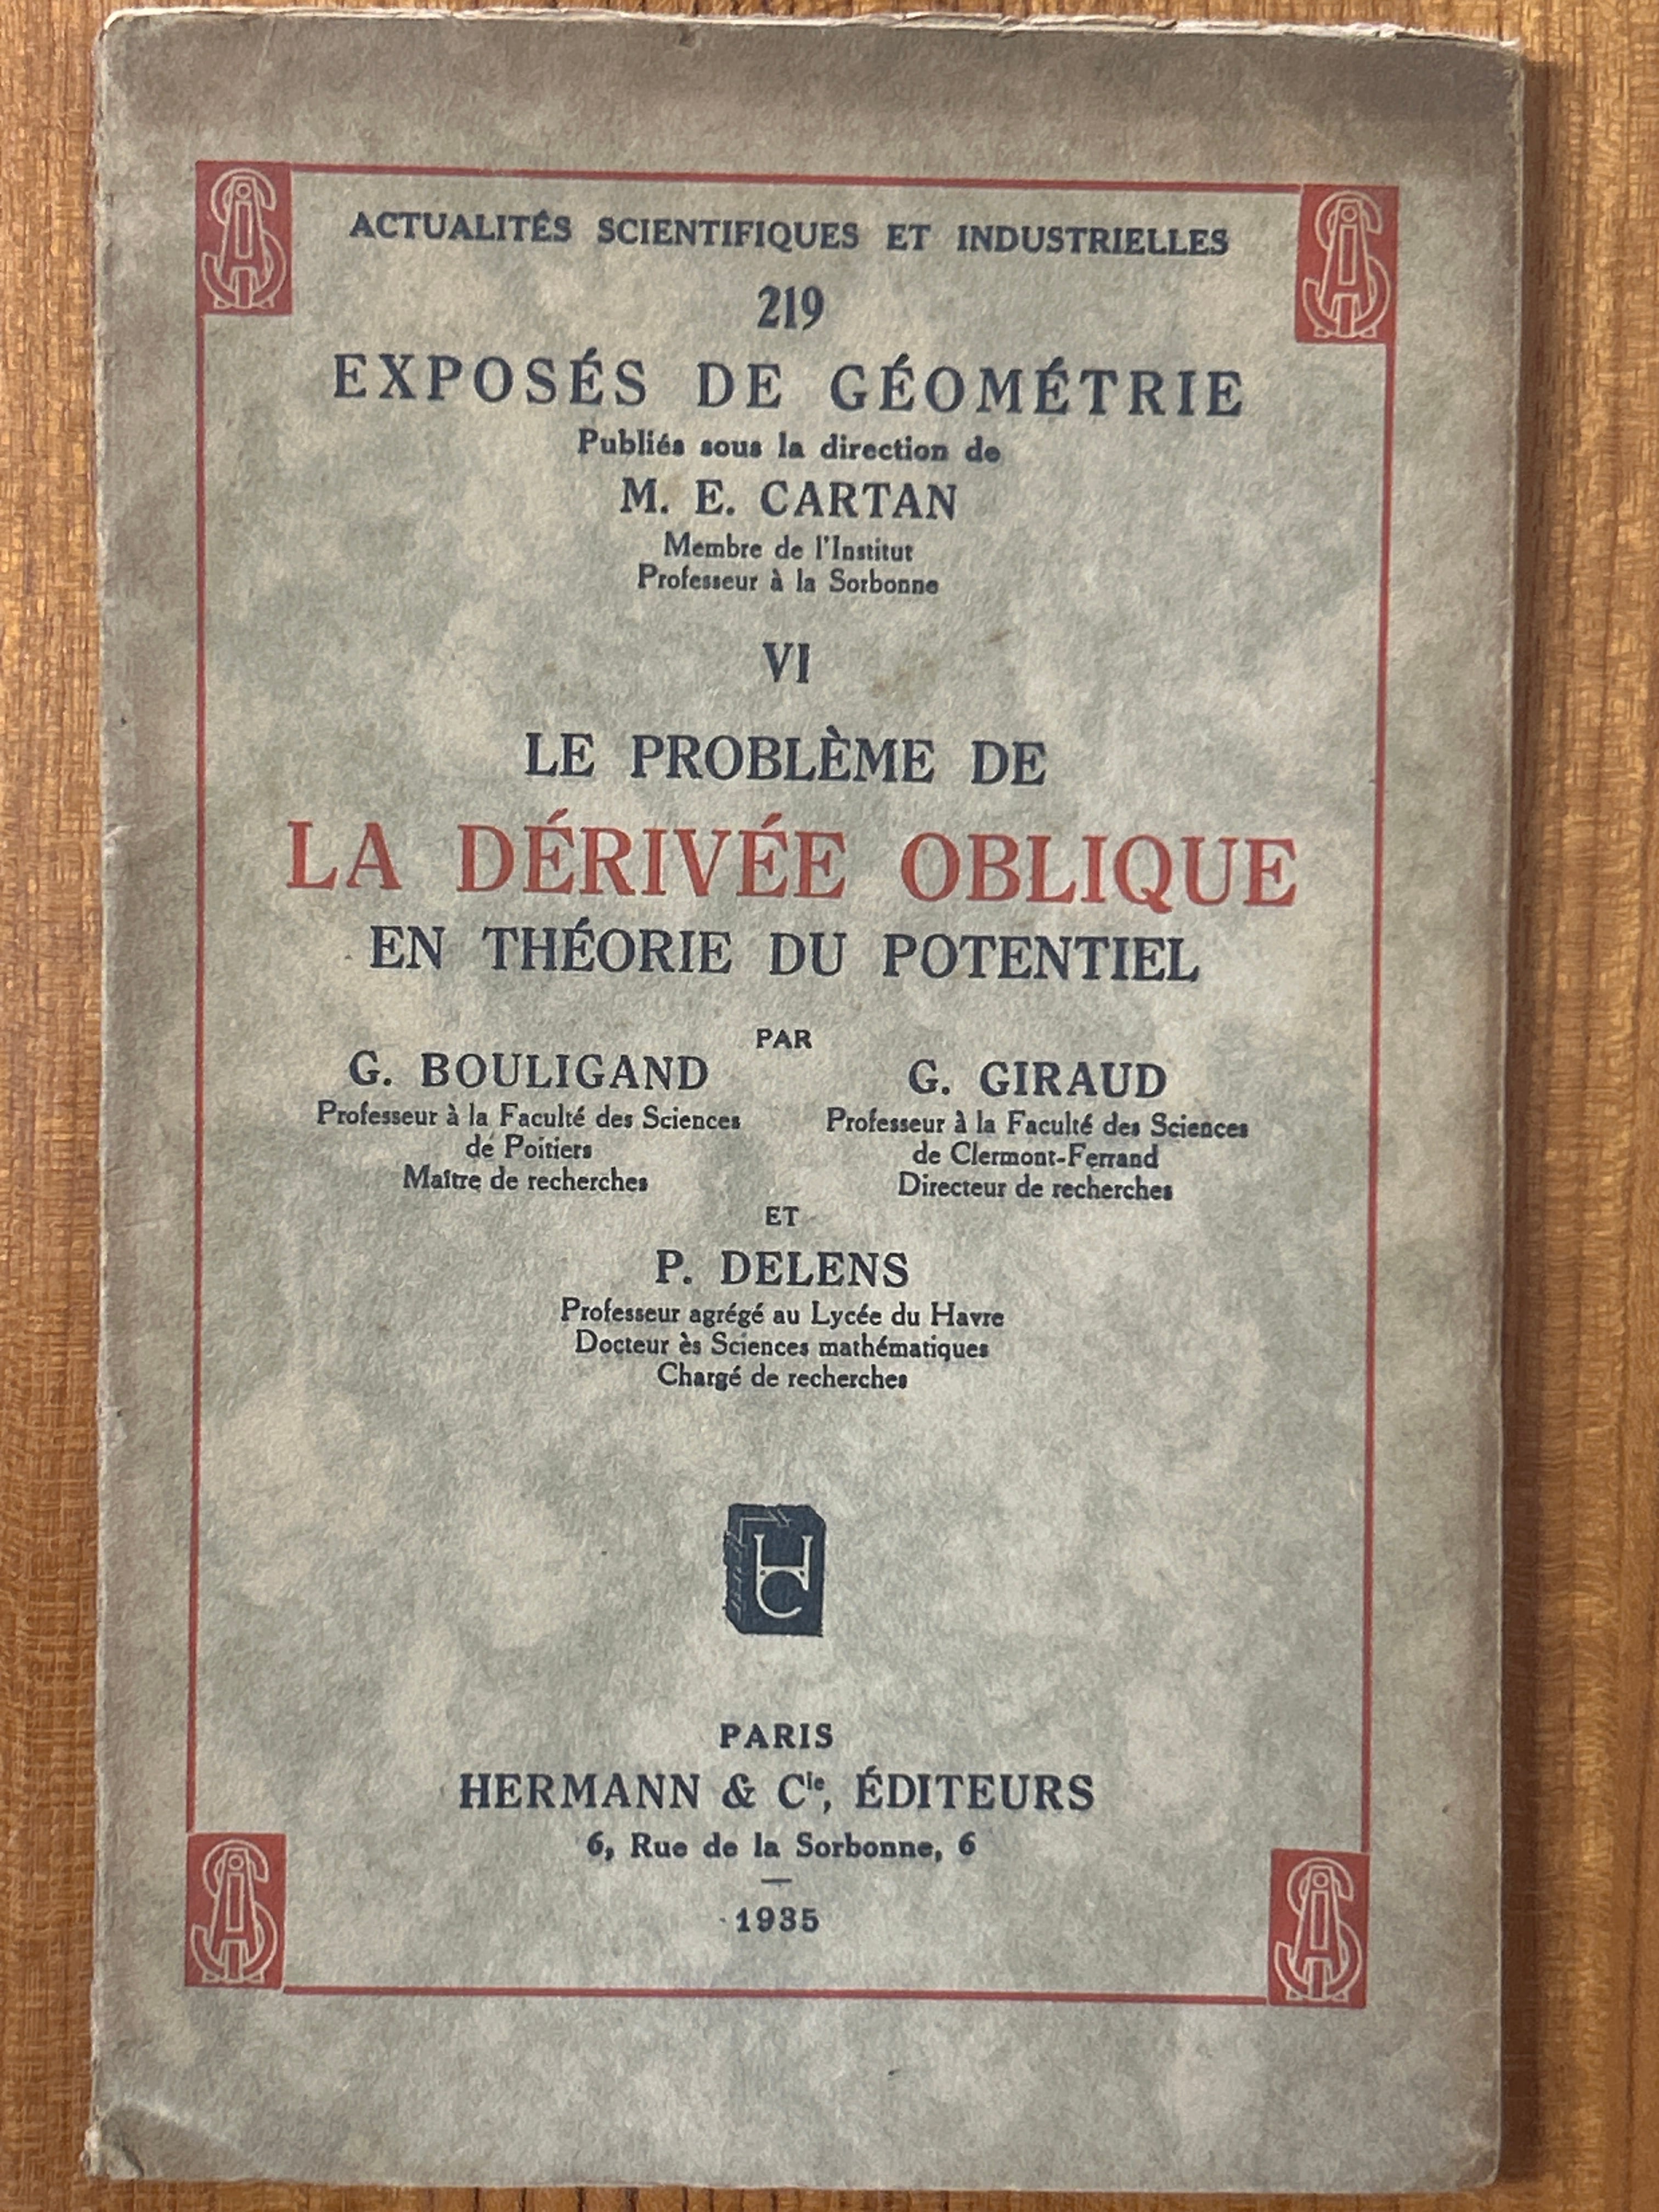 ACTUALITÉS SCIENTIFIQUES ET INDUSTRIELLES
219
EXPOSÉS DE GÉOMÉTRIE
Publiés sous la direction de
M. E. CARTAN
Membre de l'Institut
Professeur à la Sorbonne
VI
LE PROBLÈME DE
LA DÉRIVÉE OBLIQUE
EN THÉORIE DU POTENTIEL
PAR
G. BOULIGAND
Professeur à la Faculté des Sciences
de Poitiers
Maître de recherches
G. GIRAUD
Professeur à la Faculté des Sciences
de Clermont-Ferrand
Directeur de recherches
ET
P. DELENS
Professeur agrégé au Lycée du Havre
Docteur ès Sciences mathématiques
Chargé de recherches
HC
PARIS
HERMANN & Cie, ÉDITEURS
6, Rue de la Sorbonne, 6
1935